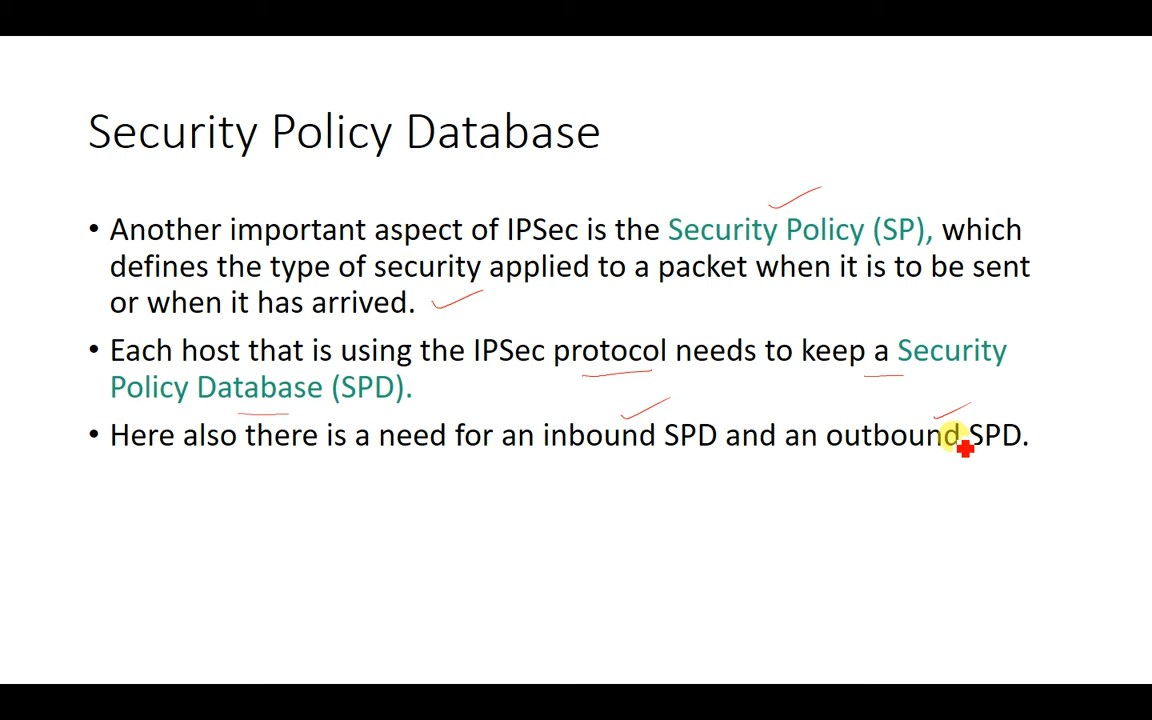 Security Policy Database
• Another important aspect of IPSec is the Security Policy (SP), which
defines the type of security applied to a packet when it is to be sent
or when it has arrived.
• Each host that is using the IPSec protocol needs to keep a Security
Policy Database (SPD).
• Here also there is a need for an inbound SPD and an outbound SPD.